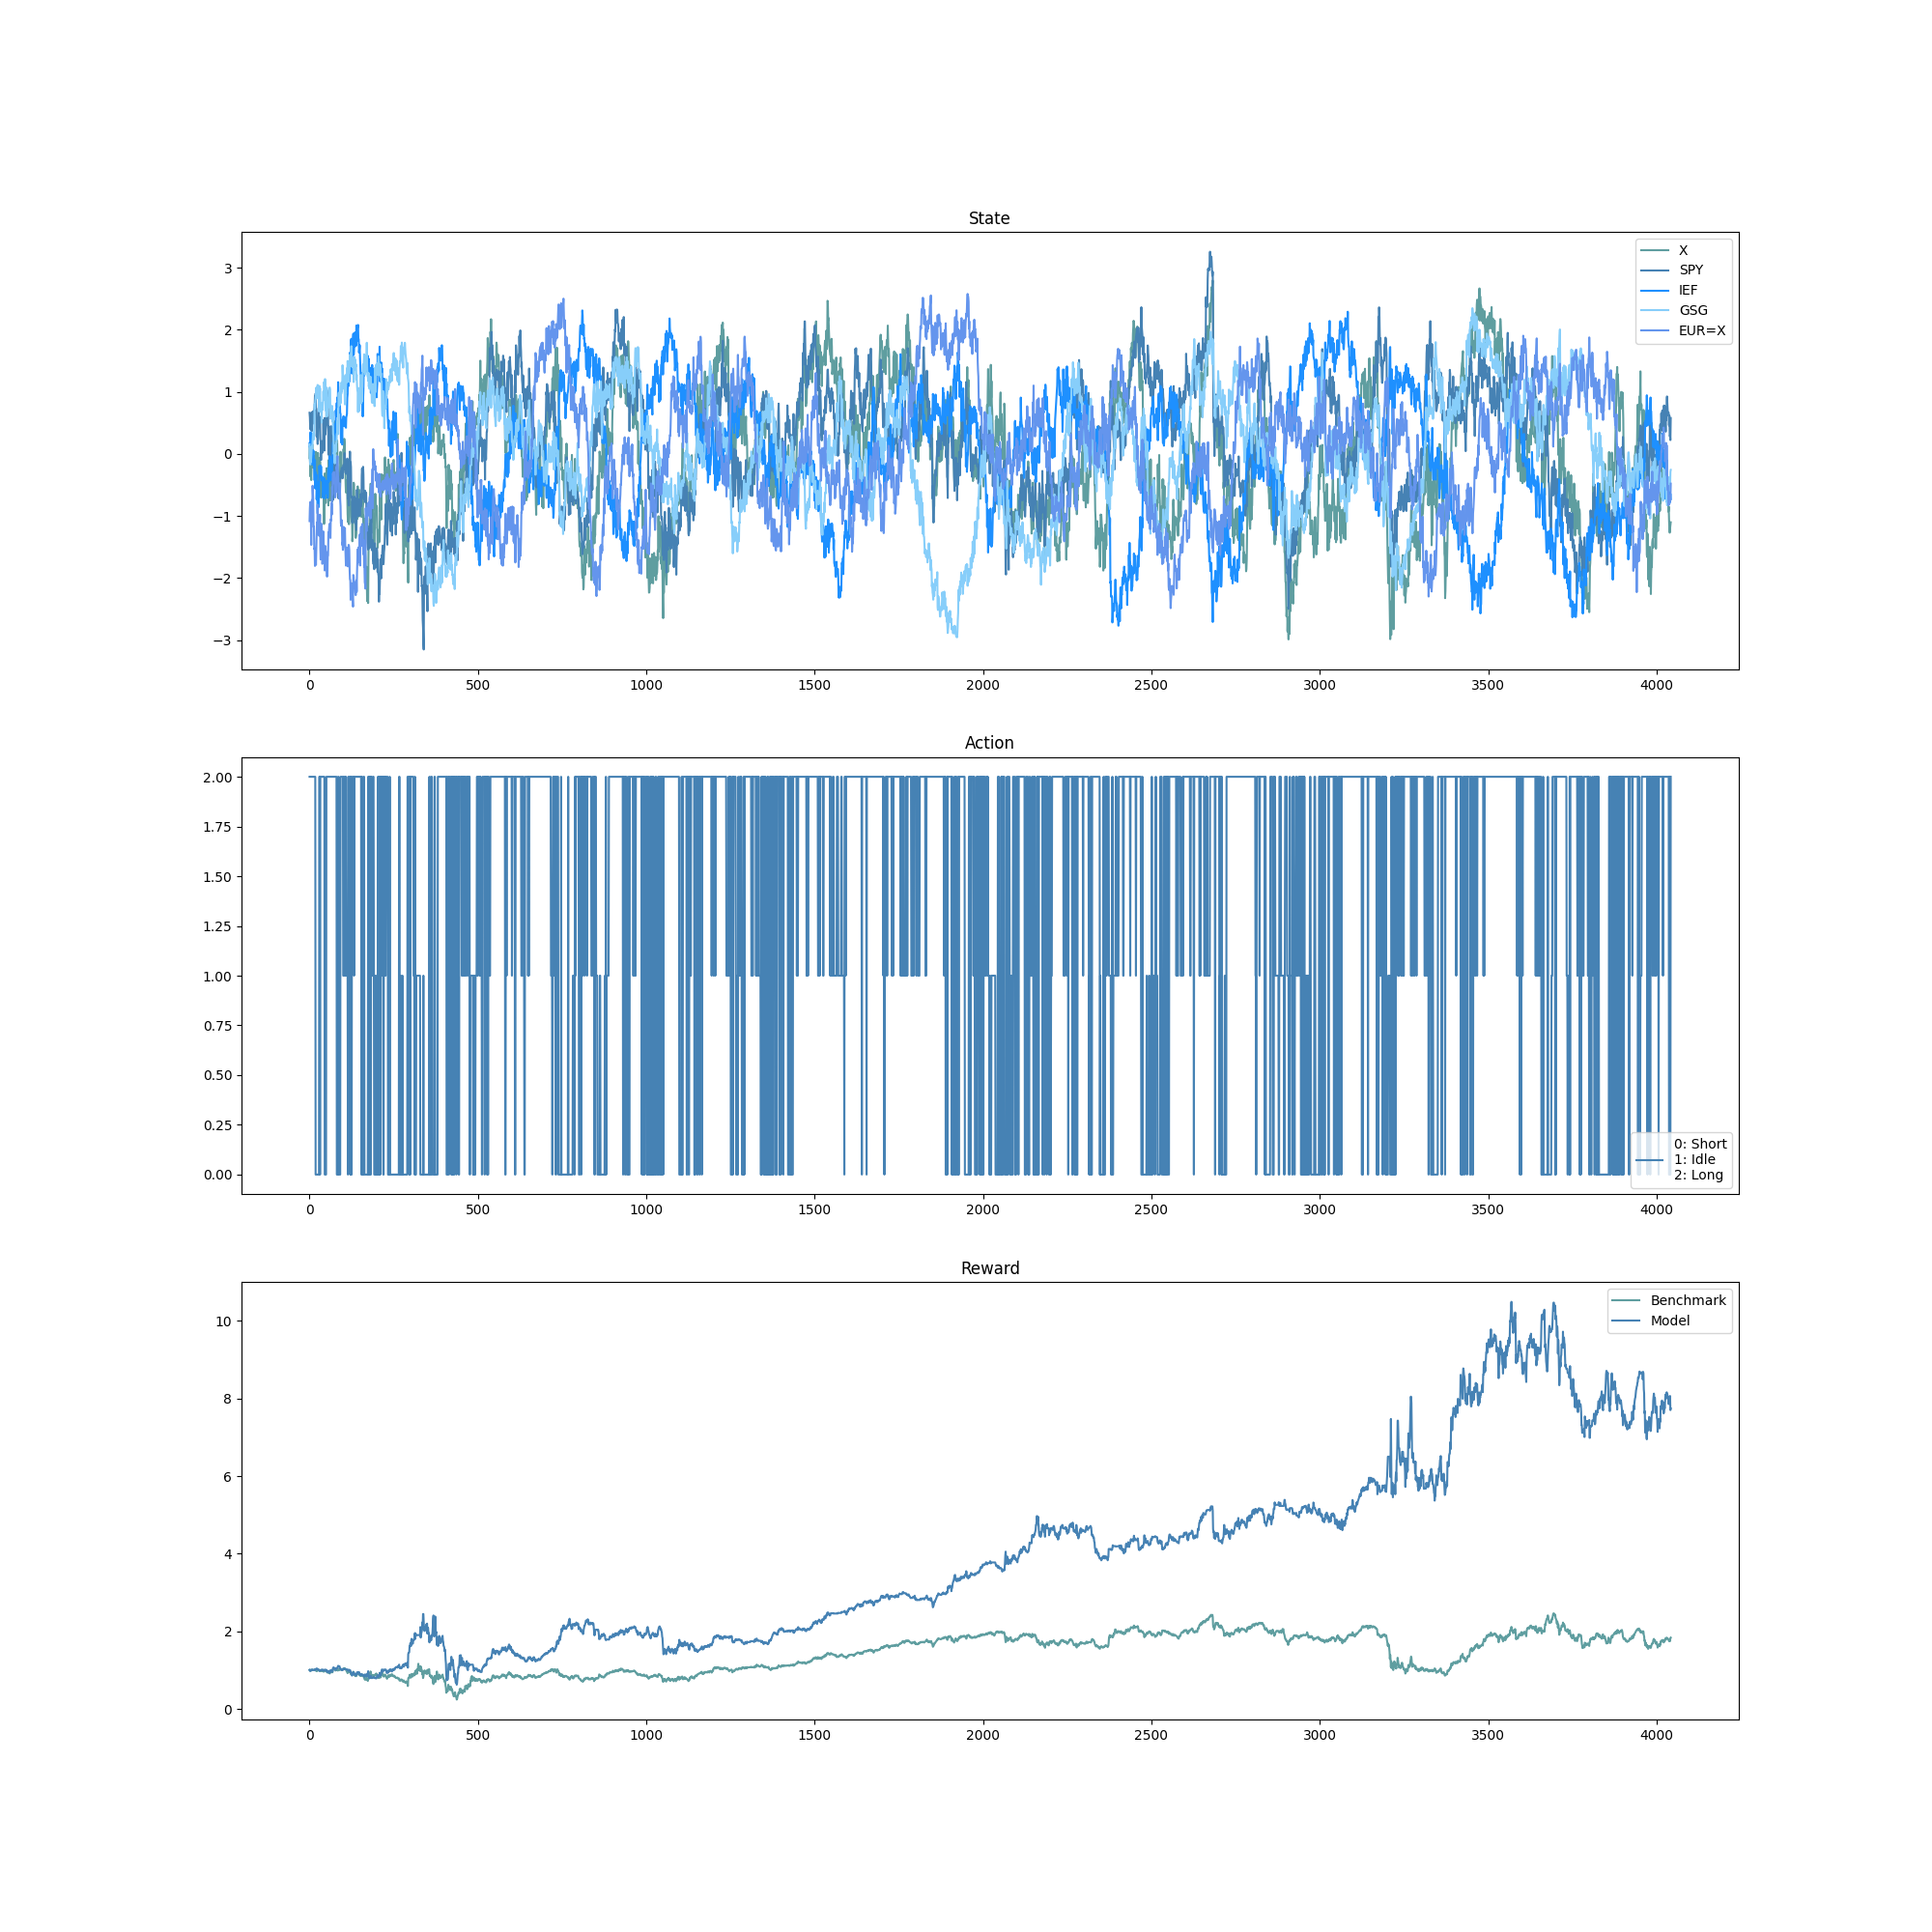 State
3
2
1
0
−1
−2
−3
X
SPY
IEF
GSG
EUR=X
0 500 1000 1500 2000 2500 3000 3500 4000
Action
2.00
1.75
1.50
1.25
1.00
0.75
0.50
0.25
0.00
0: Short
1: Idle
2: Long
0 500 1000 1500 2000 2500 3000 3500 4000
Reward
10
8
6
4
2
0
Benchmark
Model
0 500 1000 1500 2000 2500 3000 3500 4000